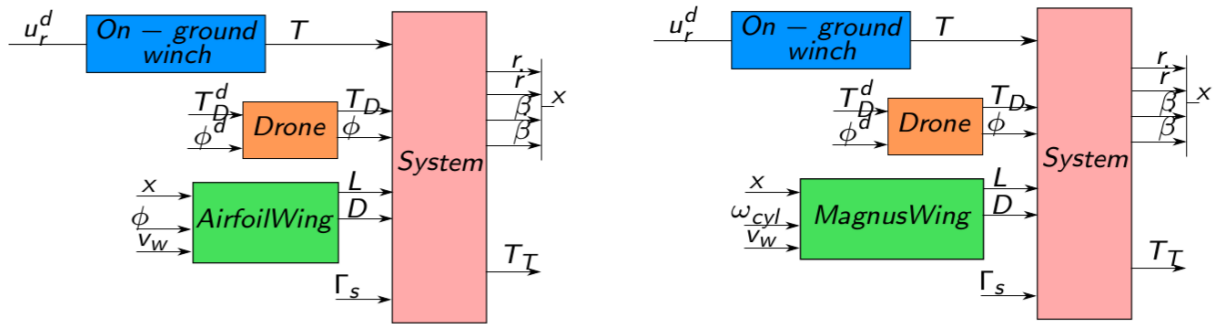 u_r^d
On – ground
winch
T
T_D^d
ϕ^d
Drone
T_D
ϕ
x
ϕ
v_w
AirfoilWing
L
D
Γ_s
System
r
ṙ
β
β̇
x
T_T
u_r^d
On – ground
winch
T
T_D^d
ϕ^d
Drone
T_D
ϕ
x
ω_cyl
v_w
MagnusWing
L
D
Γ_s
System
r
ṙ
β
β̇
x
T_T